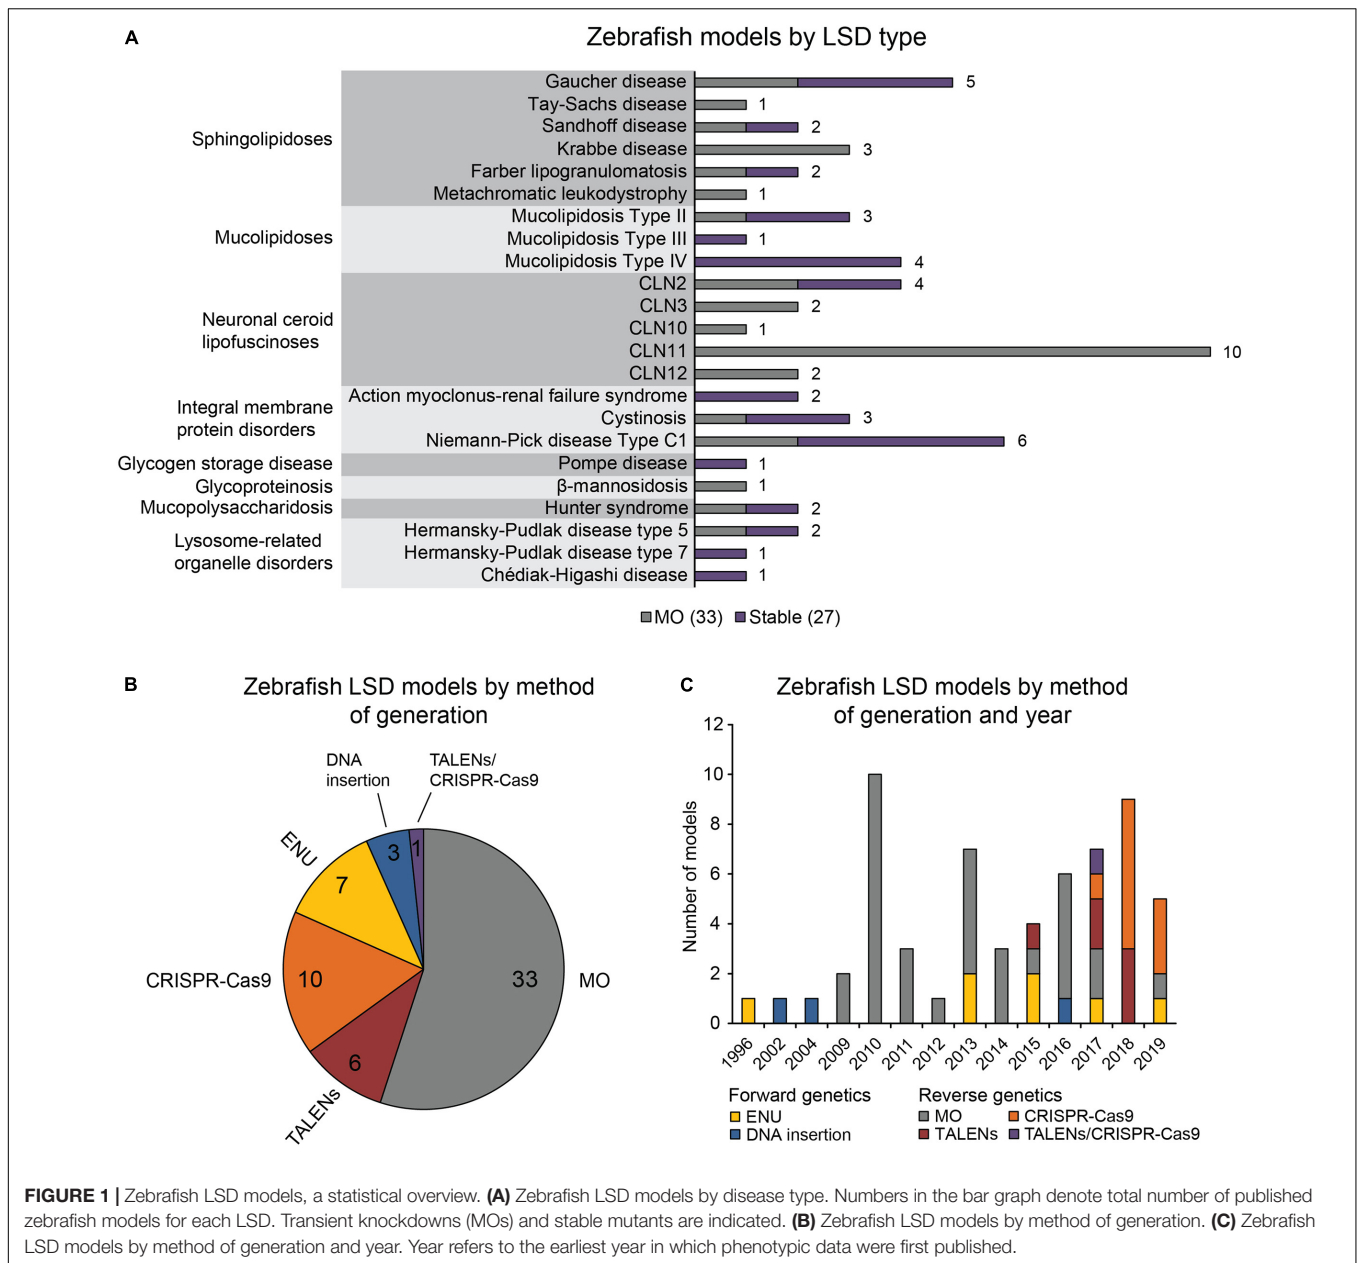 A
Zebrafish models by LSD type
Sphingolipidoses
Gaucher disease 5
Tay-Sachs disease 1
Sandhoff disease 2
Krabbe disease 3
Farber lipogranulomatosis 2
Metachromatic leukodystrophy 1
Mucolipidoses
Mucolipidosis Type II 3
Mucolipidosis Type III 1
Mucolipidosis Type IV 4
Neuronal ceroid
lipofuscinoses
CLN2 4
CLN3 2
CLN10 1
CLN11 10
CLN12 2
Integral membrane
protein disorders
Action myoclonus-renal failure syndrome 2
Cystinosis 3
Niemann-Pick disease Type C1 6
Glycogen storage disease Pompe disease 1
Glycoproteinosis β-mannosidosis 1
Mucopolysaccharidosis Hunter syndrome 2
Lysosome-related
organelle disorders
Hermansky-Pudlak disease type 5 2
Hermansky-Pudlak disease type 7 1
Chédiak-Higashi disease 1
MO (33) Stable (27)
B
Zebrafish LSD models by method
of generation
DNA
insertion
TALENs/
CRISPR-Cas9
ENU
CRISPR-Cas9
TALENs
MO
3
1
7
10
6
33
C
Zebrafish LSD models by method
of generation and year
Number of models
12
10
8
6
4
2
0
1996 2002 2004 2009 2010 2011 2012 2013 2014 2015 2016 2017 2018 2019
Forward genetics
ENU
DNA insertion
Reverse genetics
MO CRISPR-Cas9
TALENs TALENs/CRISPR-Cas9
FIGURE 1 | Zebrafish LSD models, a statistical overview. (A) Zebrafish LSD models by disease type. Numbers in the bar graph denote total number of published
zebrafish models for each LSD. Transient knockdowns (MOs) and stable mutants are indicated. (B) Zebrafish LSD models by method of generation. (C) Zebrafish
LSD models by method of generation and year. Year refers to the earliest year in which phenotypic data were first published.